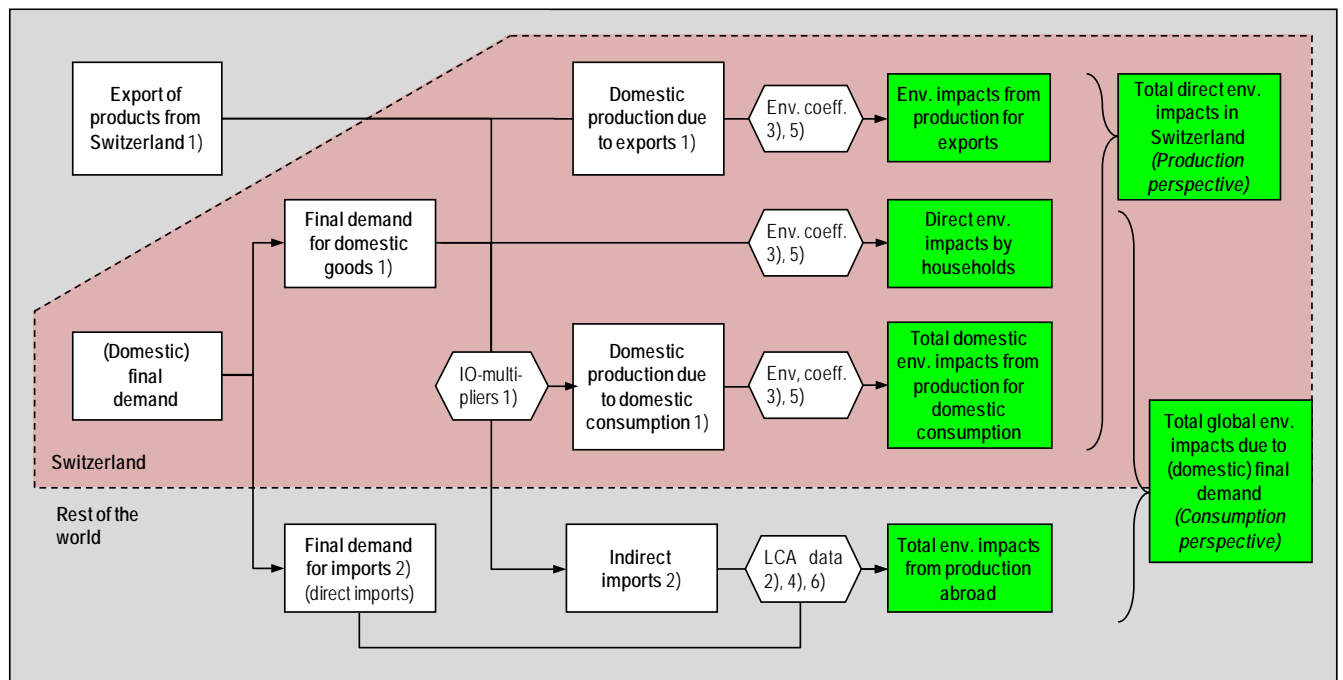 Export of
products from
Switzerland 1)
Domestic
production due
to exports 1)
Env. coeff.
3), 5)
Env. impacts from
production for
exports
Total direct env.
impacts in
Switzerland
(Production
perspective)
Final demand
for domestic
goods 1)
Env. coeff.
3), 5)
Direct env.
impacts by
households
(Domestic)
final
demand
IO-multi-
pliers 1)
Domestic
production due
to domestic
consumption 1)
Env, coeff.
3), 5)
Total domestic
env. impacts from
production for
domestic
consumption
Total global env.
impacts due to
(domestic) final
demand
(Consumption
perspective)
Switzerland
Rest of the
world
Final demand
for imports 2)
(direct imports)
Indirect
imports 2)
LCA data
2), 4), 6)
Total env. impacts
from production
abroad